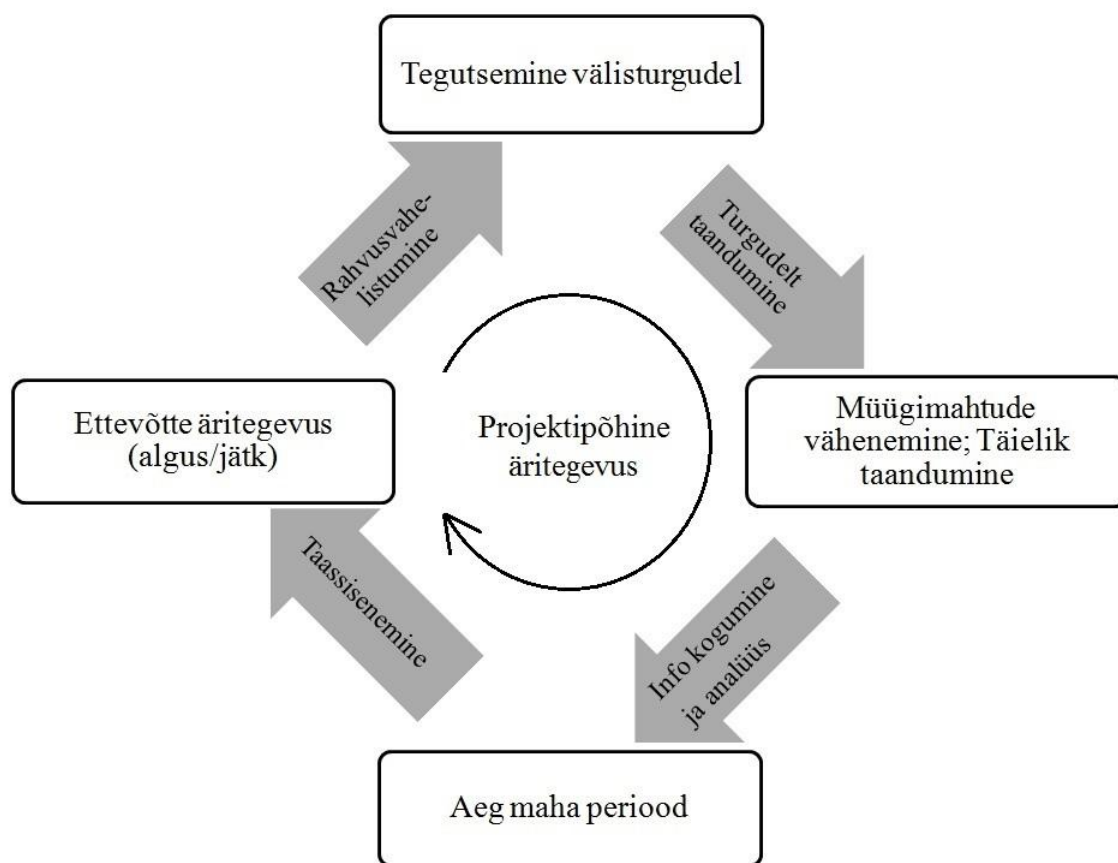 Tegutsemine välisturgudel
Rahvusvahe-
listumine
Turgudelt
taandumine
Ettevõtte äritegevus
(algus/jätk)
Projektipõhine
äritegevus
Müügimahtude
vähenemine; Täielik
taandumine
Taassisenemine
Info kogumine
ja analüüs
Aeg maha periood